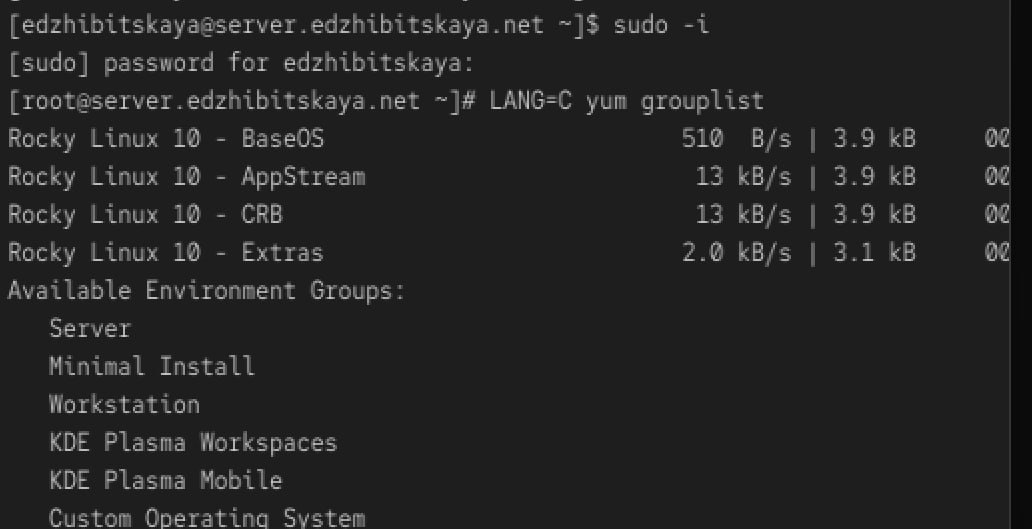 [edzhibitskaya@server.edzhibitskaya.net ~]$ sudo -i
[sudo] password for edzhibitskaya:
[root@server.edzhibitskaya.net ~]# LANG=C yum grouplist
Rocky Linux 10 - BaseOS                          510  B/s | 3.9 kB     00
Rocky Linux 10 - AppStream                        13 kB/s | 3.9 kB     00
Rocky Linux 10 - CRB                              13 kB/s | 3.9 kB     00
Rocky Linux 10 - Extras                          2.0 kB/s | 3.1 kB     00
Available Environment Groups:
   Server
   Minimal Install
   Workstation
   KDE Plasma Workspaces
   KDE Plasma Mobile
   Custom Operating System